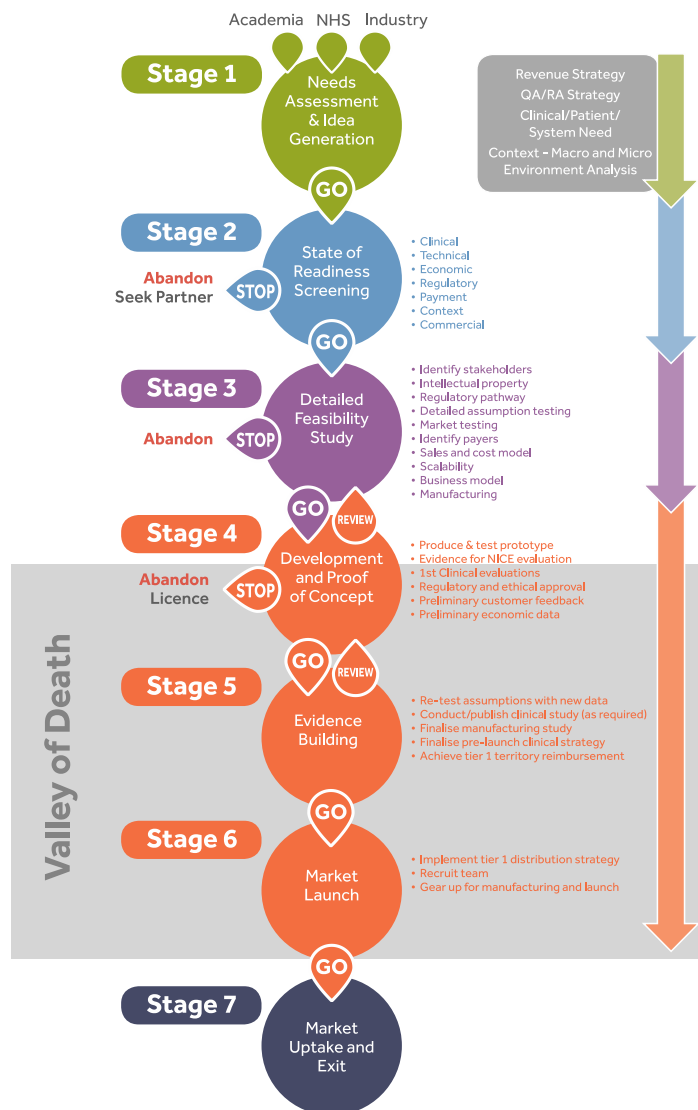 Academia NHS Industry
Stage 1
Needs
Assessment
& Idea
Generation
Revenue Strategy
QA/RA Strategy
Clinical/Patient/
System Need
Context - Macro and Micro
Environment Analysis
GO
Stage 2
State of
Readiness
Screening
Abandon
Seek Partner
STOP
• Clinical
• Technical
• Economic
• Regulatory
• Payment
• Context
• Commercial
GO
Stage 3
Detailed
Feasibility
Study
Abandon
STOP
• Identify stakeholders
• Intellectual property
• Regulatory pathway
• Detailed assumption testing
• Market testing
• Identify payers
• Sales and cost model
• Scalability
• Business model
• Manufacturing
GO
REVIEW
Stage 4
Development
and Proof
of Concept
Abandon
Licence
STOP
• Produce & test prototype
• Evidence for NICE evaluation
• 1st Clinical evaluations
• Regulatory and ethical approval
• Preliminary customer feedback
• Preliminary economic data
Valley of Death
GO
REVIEW
Stage 5
Evidence
Building
• Re-test assumptions with new data
• Conduct/publish clinical study (as required)
• Finalise manufacturing study
• Finalise pre-launch clinical strategy
• Achieve tier 1 territory reimbursement
GO
Stage 6
Market
Launch
• Implement tier 1 distribution strategy
• Recruit team
• Gear up for manufacturing and launch
GO
Stage 7
Market
Uptake and
Exit